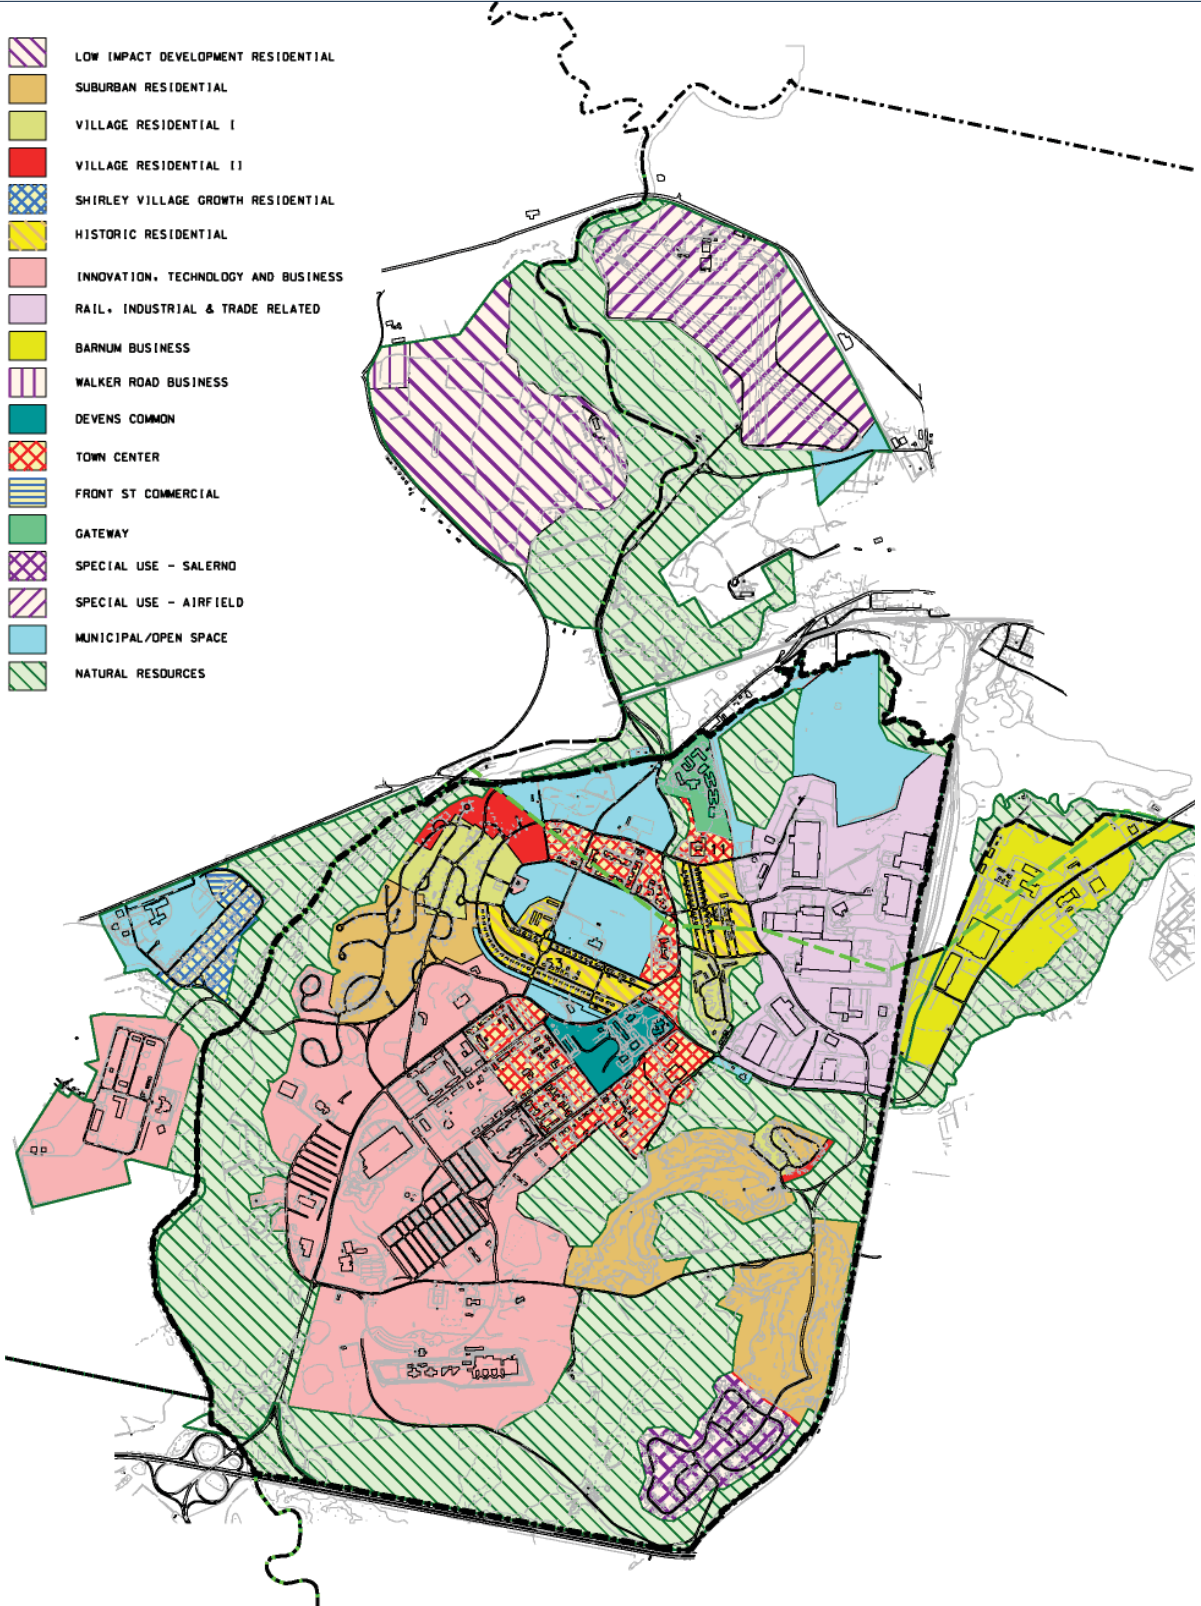 LOW IMPACT DEVELOPMENT RESIDENTIAL
SUBURBAN RESIDENTIAL
VILLAGE RESIDENTIAL I
VILLAGE RESIDENTIAL II
SHIRLEY VILLAGE GROWTH RESIDENTIAL
HISTORIC RESIDENTIAL
INNOVATION, TECHNOLOGY AND BUSINESS
RAIL, INDUSTRIAL & TRADE RELATED
BARNUM BUSINESS
WALKER ROAD BUSINESS
DEVENS COMMON
TOWN CENTER
FRONT ST COMMERCIAL
GATEWAY
SPECIAL USE - SALERNO
SPECIAL USE - AIRFIELD
MUNICIPAL/OPEN SPACE
NATURAL RESOURCES